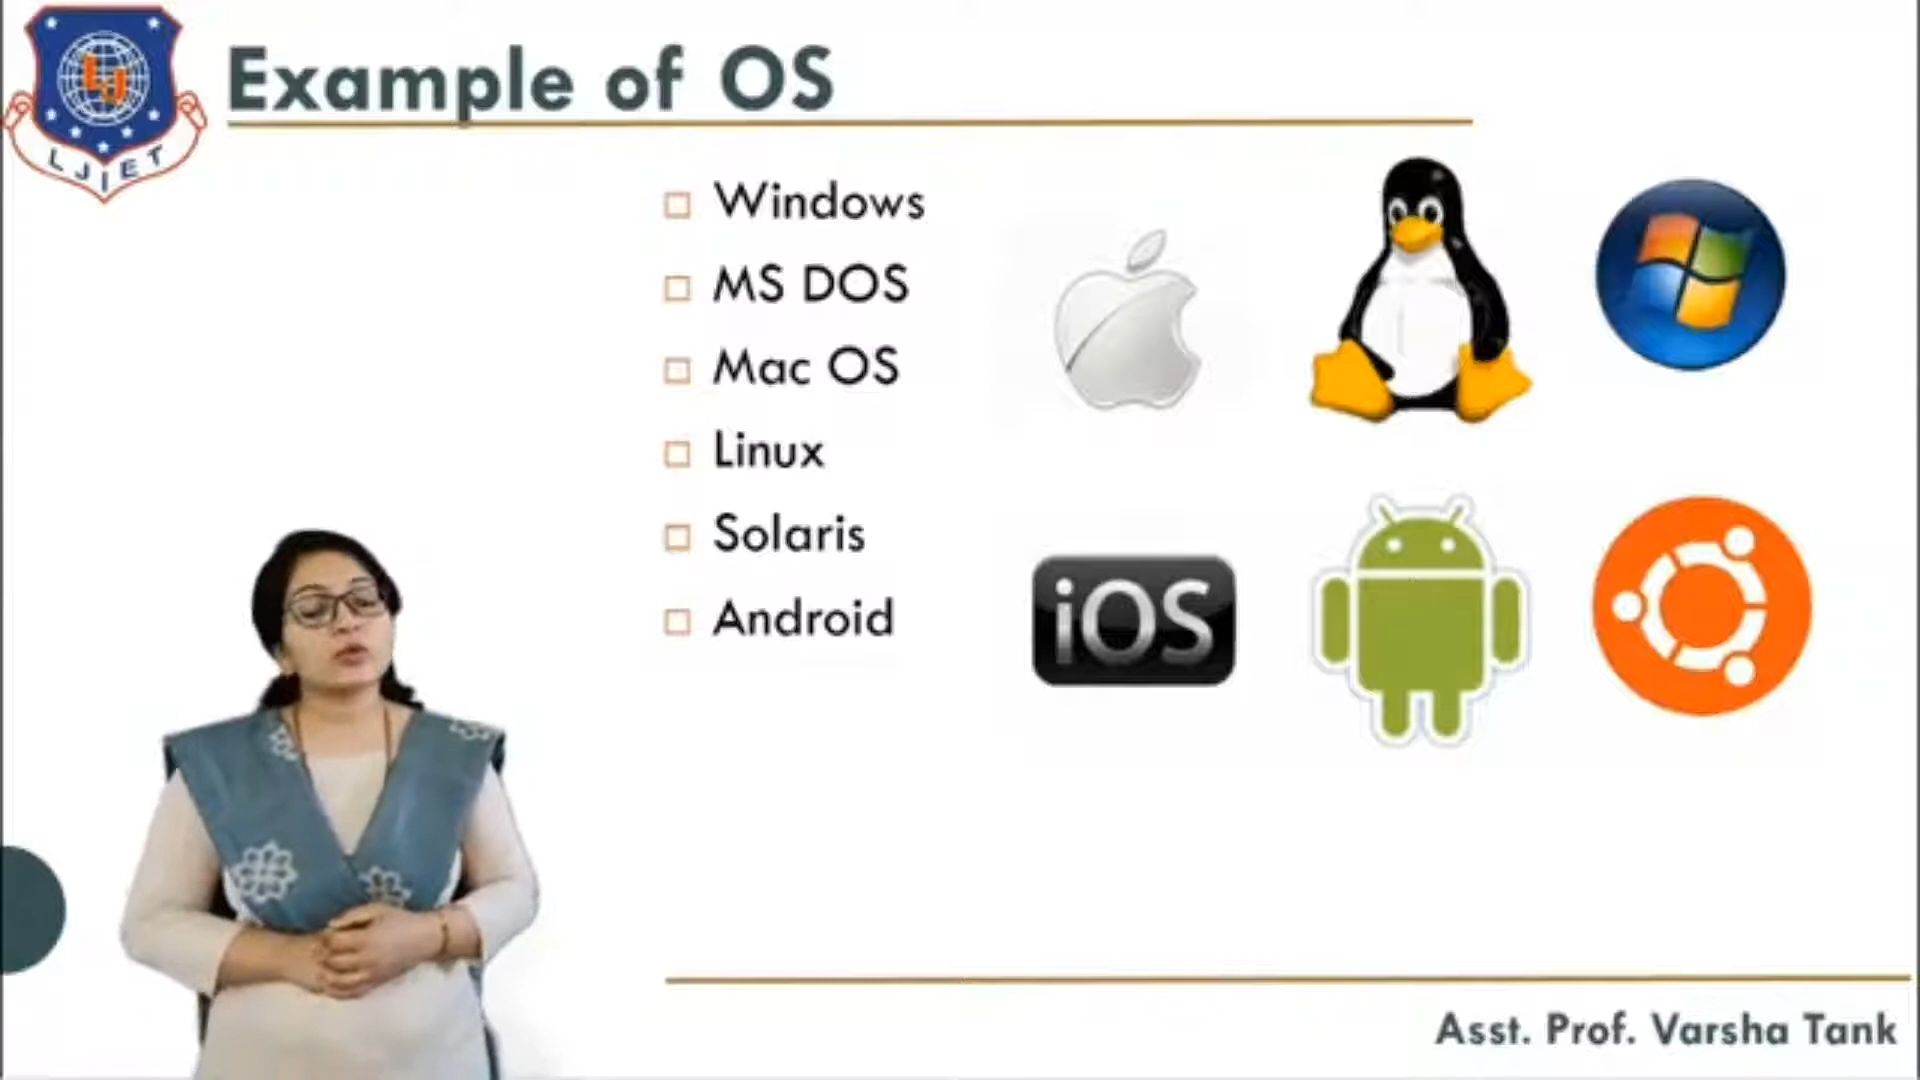 LJIET
Example of OS
Windows
MS DOS
Mac OS
Linux
Solaris
Android
iOS
Asst. Prof. Varsha Tank